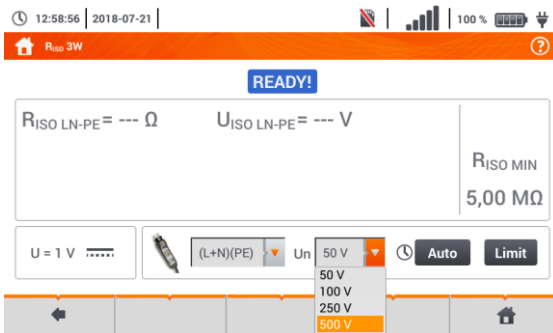 12:58:56 2018-07-21 100 %
RISO 3W
READY!
RISO LN-PE= --- Ω UISO LN-PE= --- V
RISO MIN
5,00 MΩ
U = 1 V (L+N)(PE) Un 50 V Auto Limit
50 V
100 V
250 V
500 V